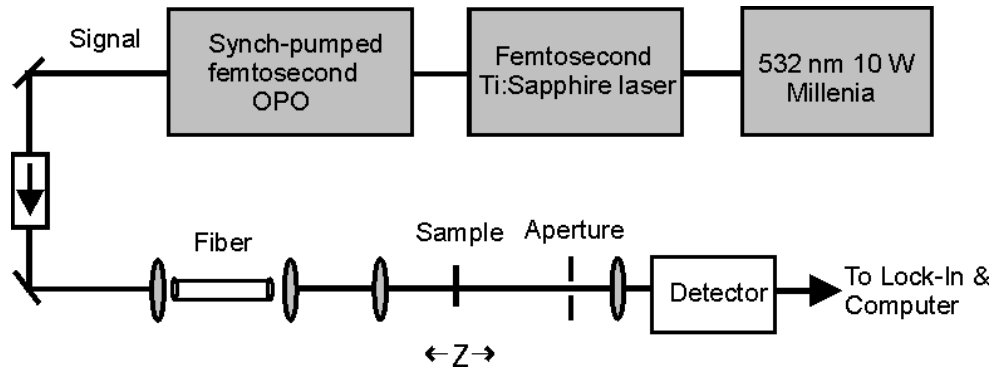 Signal
Synch-pumped
femtosecond
OPO
Femtosecond
Ti:Sapphire laser
532 nm 10 W
Millenia
Fiber
Sample
Aperture
Detector
To Lock-In &
Computer
Z